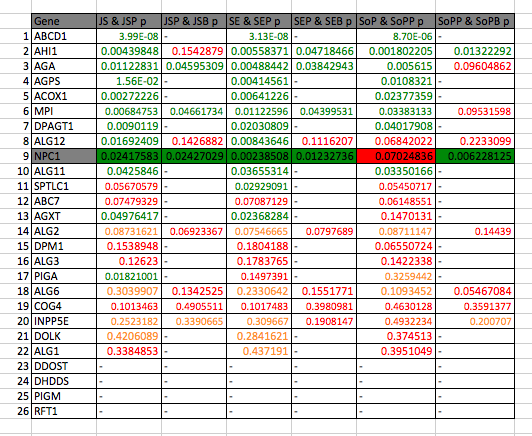 Gene JS & JSP p JSP & JSB p SE & SEP p SEP & SEB p SoP & SoPP p SoPP & SoPB p
1 ABCD1 3.99E-08 - 3.13E-08 - 8.70E-06 -
2 AHI1 0.00439848 0.1542879 0.00558371 0.04718466 0.001802205 0.01322292
3 AGA 0.01122831 0.04595309 0.00488442 0.03842943 0.005615 0.09604862
4 AGPS 1.56E-02 - 0.00414561 - 0.0108321 -
5 ACOX1 0.00272226 - 0.00641226 - 0.02377359 -
6 MPI 0.00684753 0.04661734 0.01122596 0.04399531 0.03383133 0.09531598
7 DPAGT1 0.0090119 - 0.02030809 - 0.04017908 -
8 ALG12 0.01692409 0.1426882 0.00843646 0.1116207 0.06842022 0.2233099
9 NPC1 0.02417583 0.02427029 0.00238508 0.01232736 0.07024836 0.006228125
10 ALG11 0.0425846 - 0.03655314 - 0.03350166 -
11 SPTLC1 0.05670579 - 0.02929091 - 0.05450717 -
12 ABC7 0.07479329 - 0.07087129 - 0.06148551 -
13 AGXT 0.04976417 - 0.02368284 - 0.1470131 -
14 ALG2 0.08731621 0.06923367 0.07546665 0.0797689 0.08711147 0.14439
15 DPM1 0.1538948 - 0.1804188 - 0.06550724 -
16 ALG3 0.12623 - 0.1783765 - 0.1422338 -
17 PIGA 0.01821001 - 0.1497391 - 0.3259442 -
18 ALG6 0.3039907 0.1342525 0.2330642 0.1551771 0.1093452 0.05467084
19 COG4 0.1013463 0.4905511 0.1017483 0.3980981 0.4630128 0.3591377
20 INPP5E 0.2523182 0.3390665 0.309667 0.1908147 0.4932234 0.200707
21 DOLK 0.4206089 - 0.2841621 - 0.374513 -
22 ALG1 0.3384853 - 0.437191 - 0.3951049 -
23 DDOST - - - - - -
24 DHDDS - - - - - -
25 PIGM - - - - - -
26 RFT1 - - - - - -